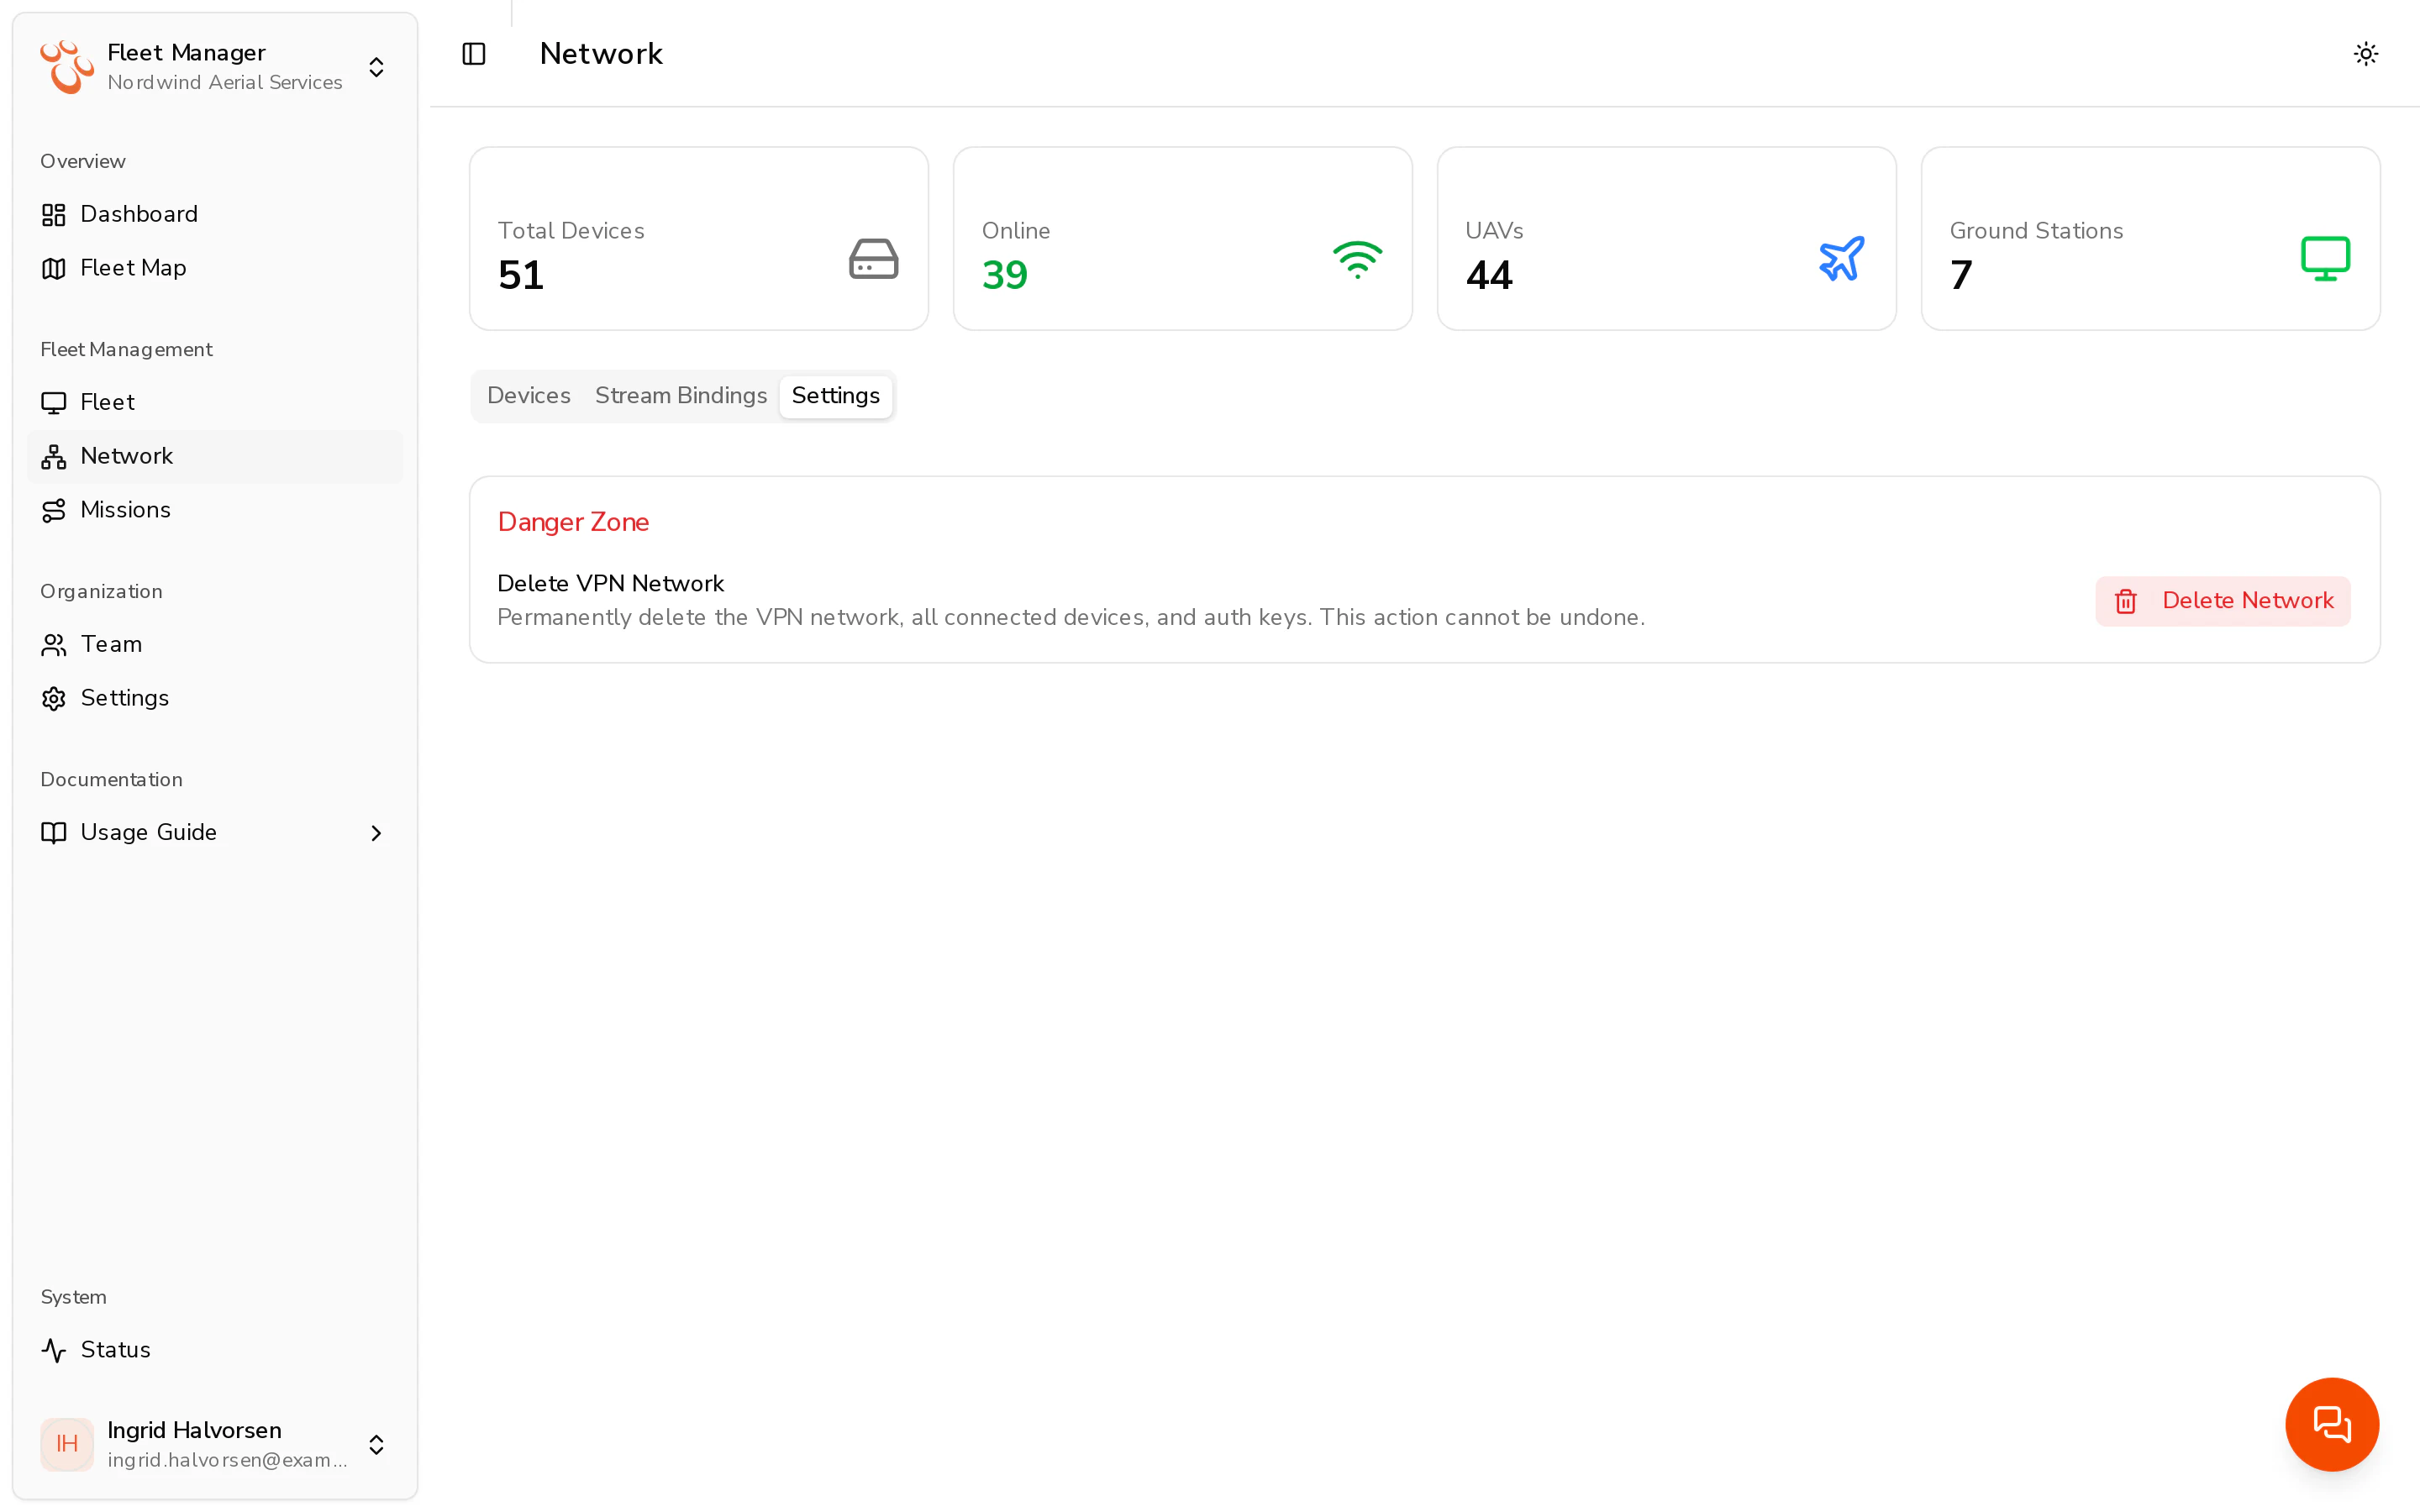 Fleet Manager
Nordwind Aerial Services
Overview
Dashboard
Fleet Map
Fleet Management
Fleet
Network
Missions
Organization
Team
Settings
Documentation
Usage Guide
System
Status
IH
Ingrid Halvorsen
ingrid.halvorsen@exam...
Network
Total Devices
51
Online
39
UAVs
44
Ground Stations
7
Devices Stream Bindings Settings
Danger Zone
Delete VPN Network
Permanently delete the VPN network, all connected devices, and auth keys. This action cannot be undone.
Delete Network